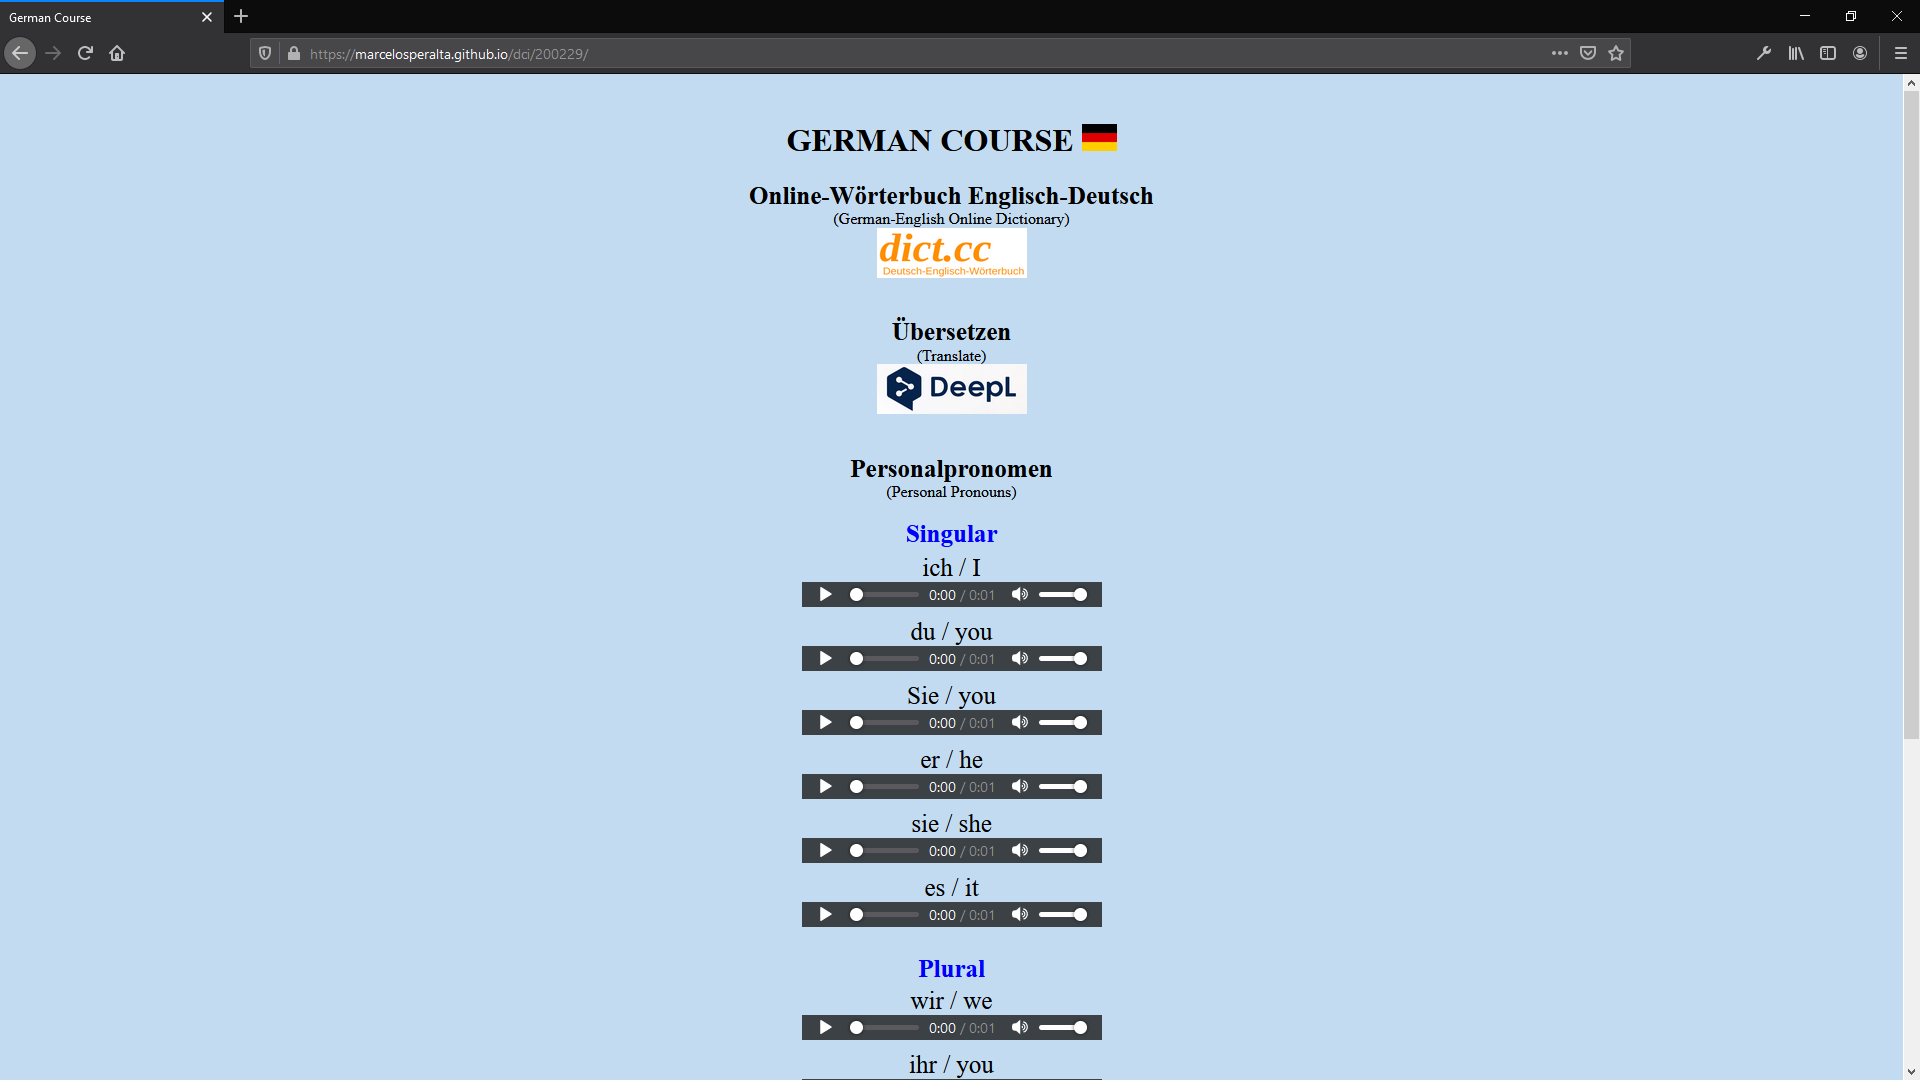 German Course
https://marcelosperalta.github.io/dci/200229/
GERMAN COURSE
Online-Wörterbuch Englisch-Deutsch
(German-English Online Dictionary)
dict.cc
Deutsch-Englisch-Wörterbuch
Übersetzen
(Translate)
DeepL
Personalpronomen
(Personal Pronouns)
Singular
ich / I
0:00 / 0:01
du / you
0:00 / 0:01
Sie / you
0:00 / 0:01
er / he
0:00 / 0:01
sie / she
0:00 / 0:01
es / it
0:00 / 0:01
Plural
wir / we
0:00 / 0:01
ihr / you